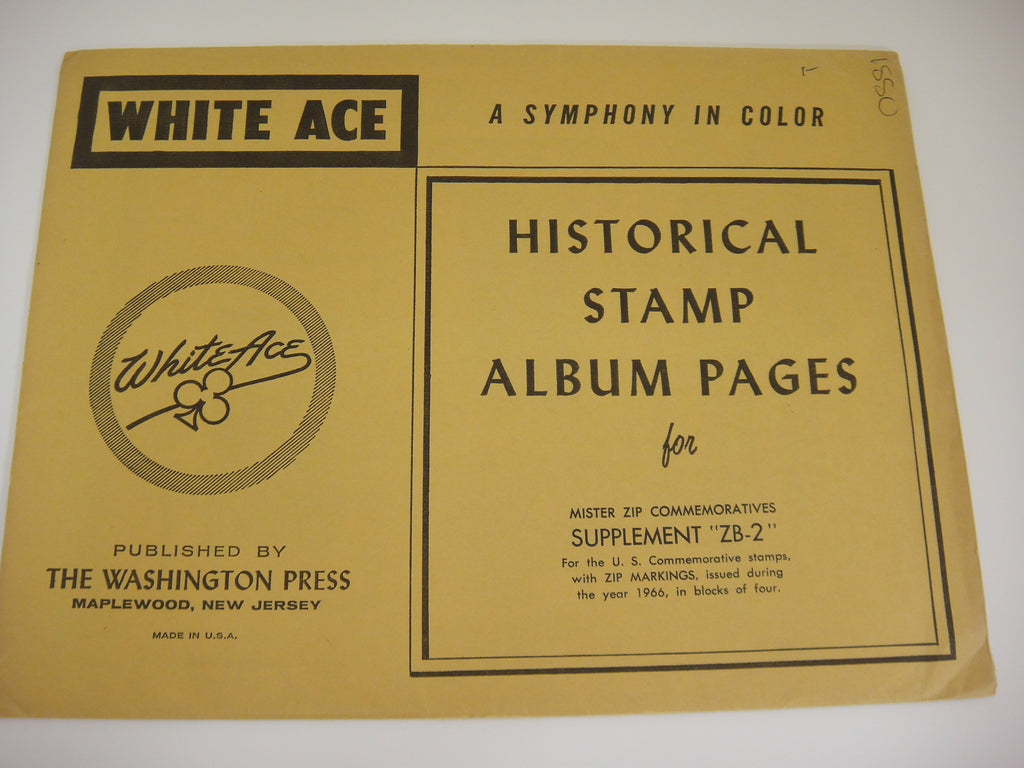 WHITE ACE
A SYMPHONY IN COLOR
1550
HISTORICAL
STAMP
ALBUM PAGES
for
MISTER ZIP COMMEMORATIVES
SUPPLEMENT "ZB-2"
For the U. S. Commemorative stamps,
with ZIP MARKINGS, issued during
the year 1966, in blocks of four.
White Ace
PUBLISHED BY
THE WASHINGTON PRESS
MAPLEWOOD, NEW JERSEY
MADE IN U.S.A.